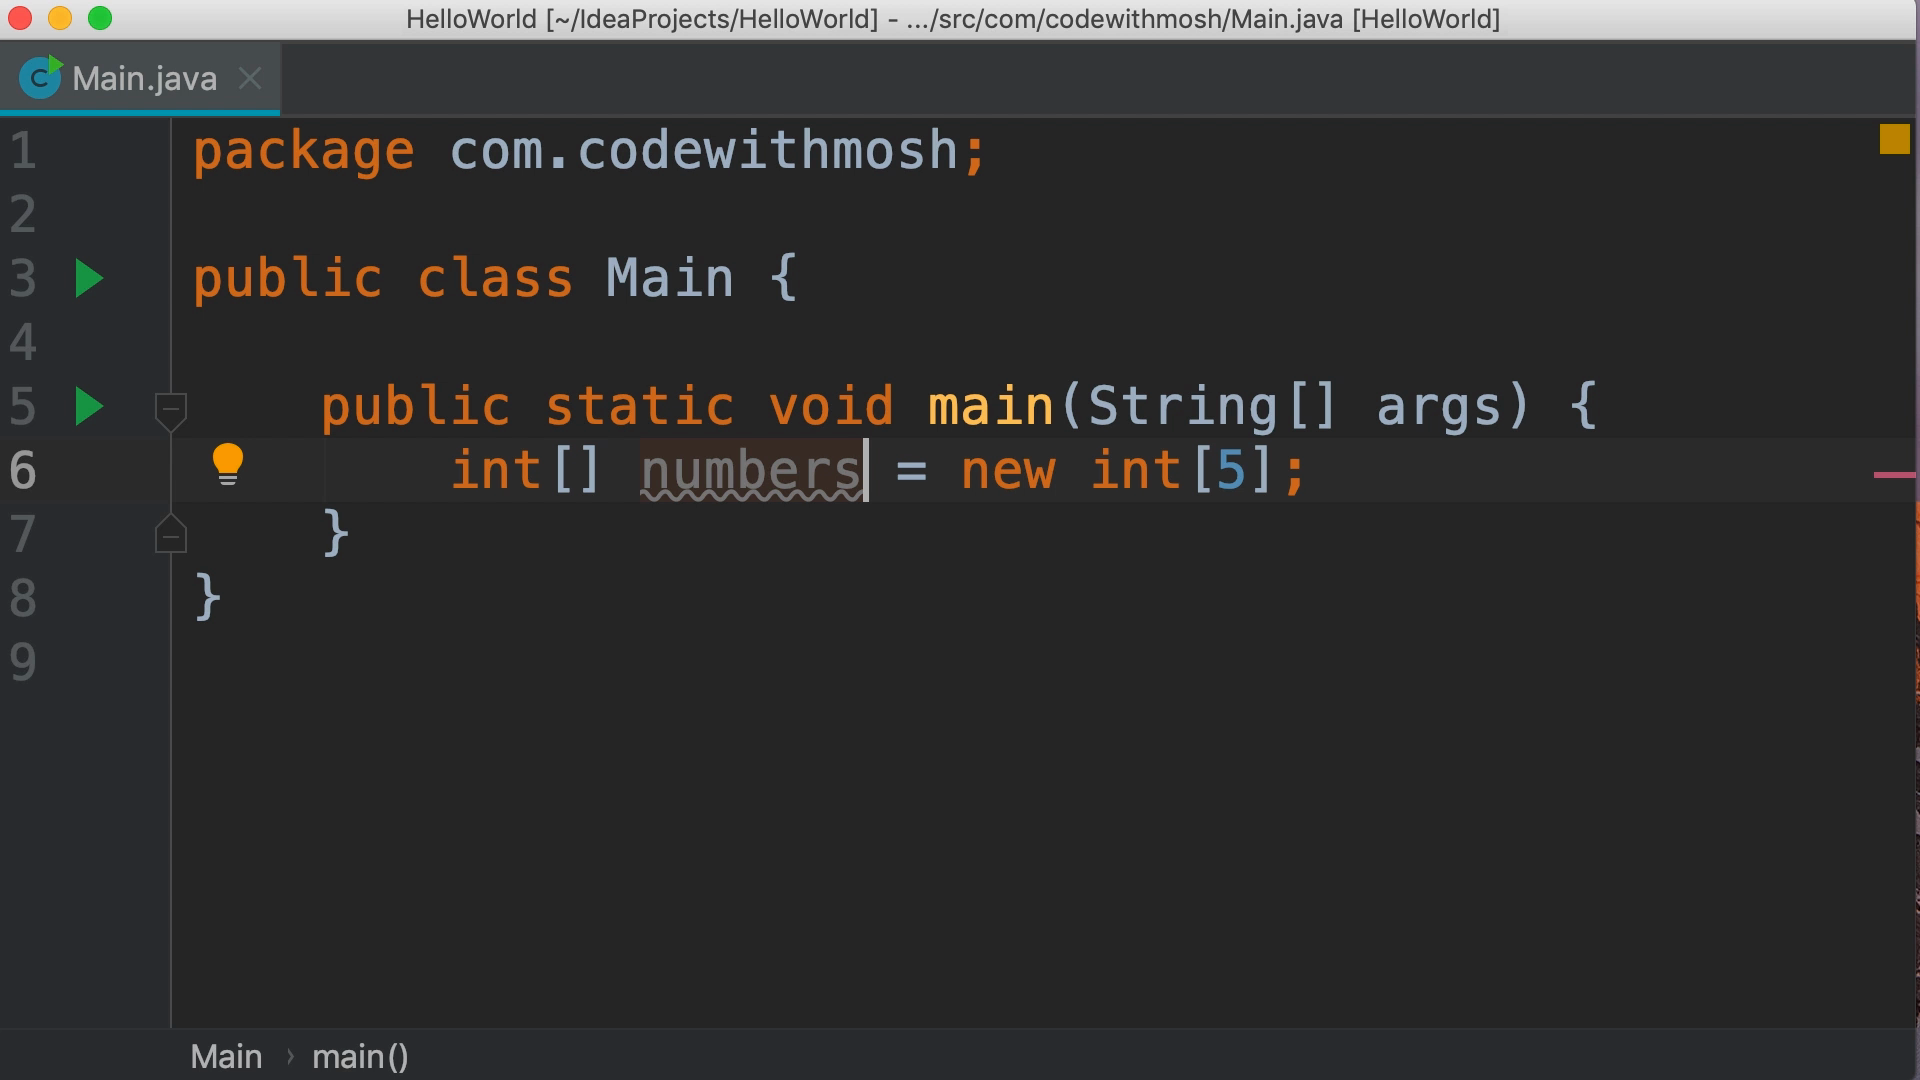 HelloWorld [~/IdeaProjects/HelloWorld] - .../src/com/codewithmosh/Main.java [HelloWorld]
C Main.java
1 package com.codewithmosh;
2
3 public class Main {
4
5 public static void main(String[] args) {
6 int[] numbers = new int[5];
7 }
8 }
9
Main › main()